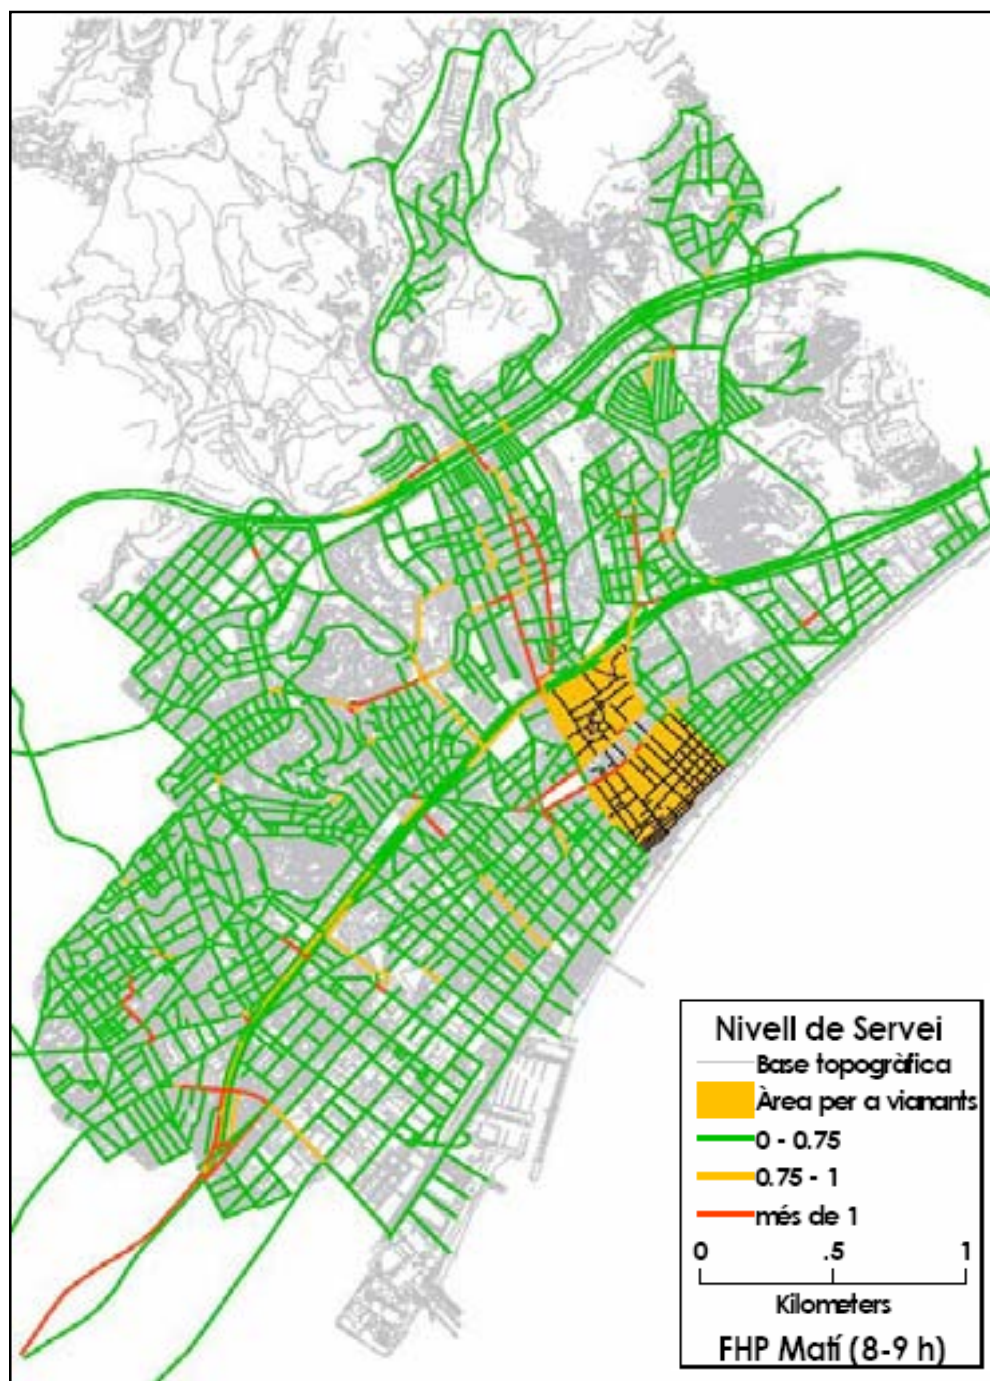 Nivell de Servei
Base topogràfica
Àrea per a vianants
0 - 0.75
0.75 - 1
més de 1
0 .5 1
Kilometers
FHP Matí (8-9 h)